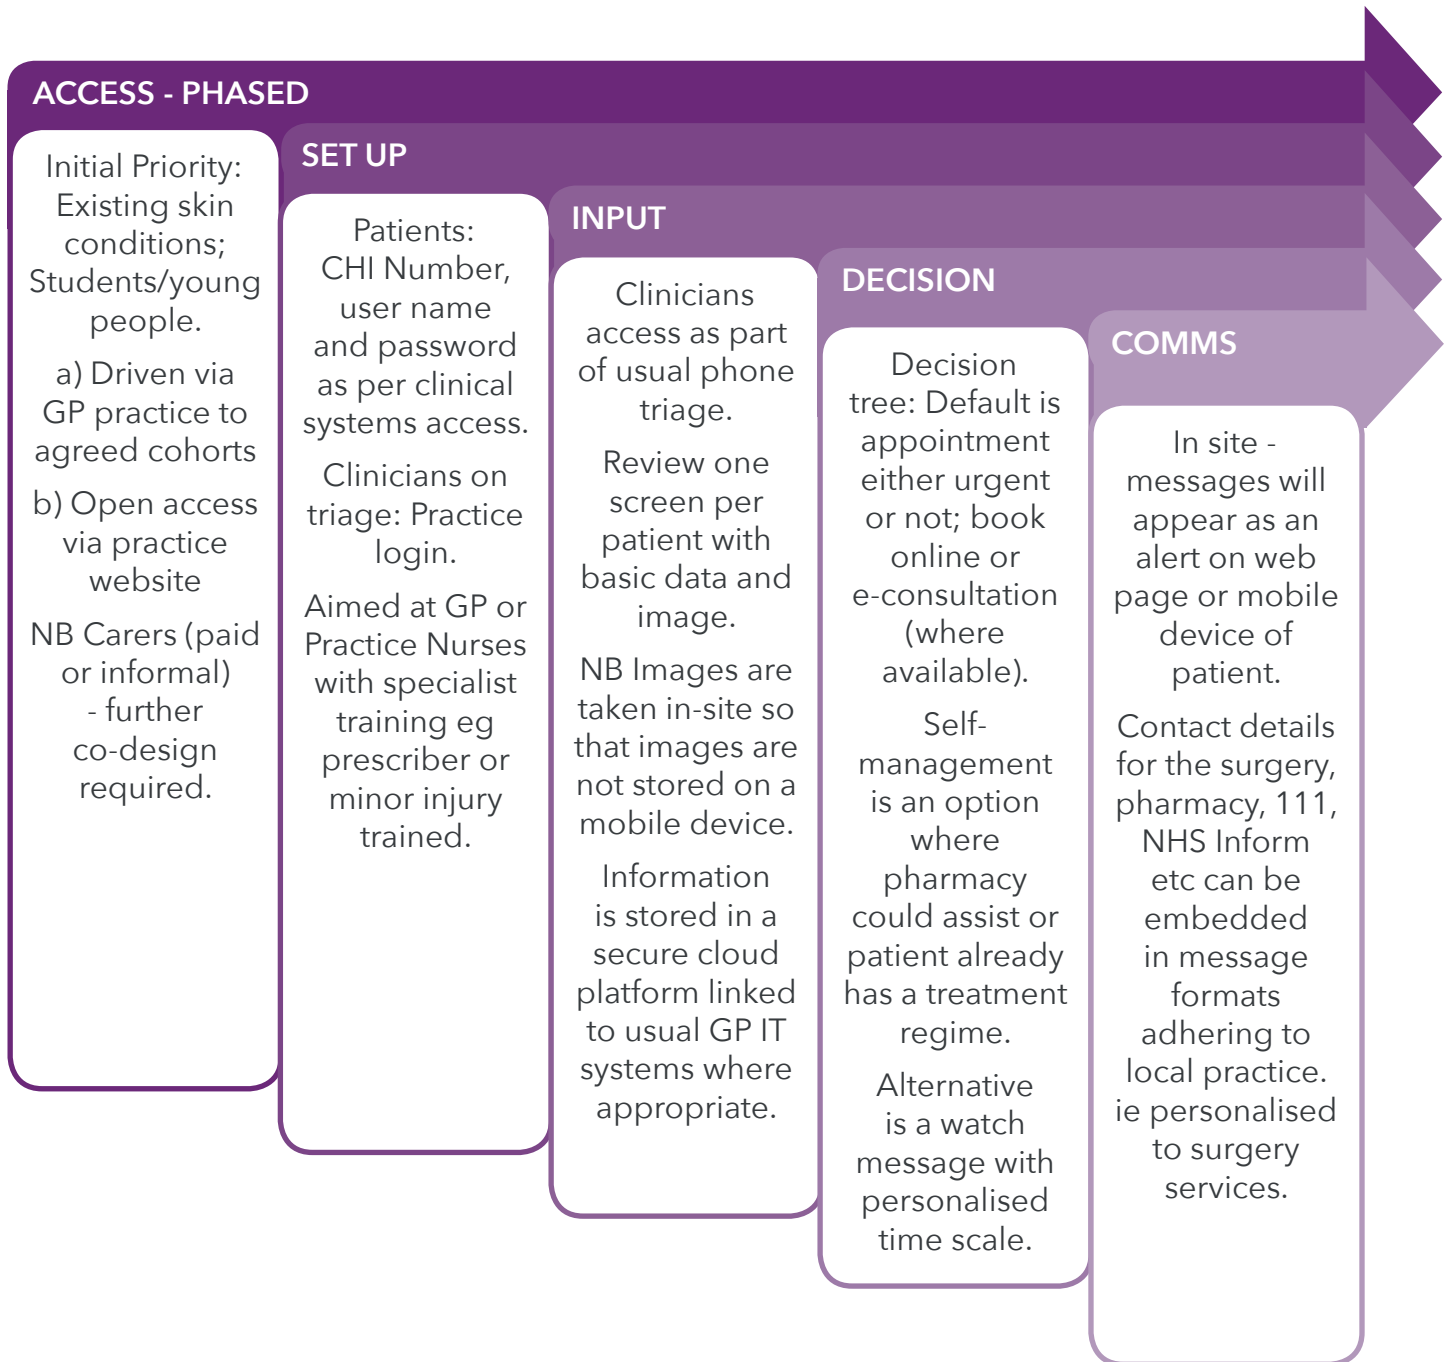 ACCESS - PHASED
Initial Priority:
Existing skin
conditions;
Students/young
people.
a) Driven via
GP practice to
agreed cohorts
b) Open access
via practice
website
NB Carers (paid
or informal)
- further
co-design
required.
SET UP
Patients:
CHI Number,
user name
and password
as per clinical
systems access.
Clinicians on
triage: Practice
login.
Aimed at GP or
Practice Nurses
with specialist
training eg
prescriber or
minor injury
trained.
INPUT
Clinicians
access as part
of usual phone
triage.
Review one
screen per
patient with
basic data and
image.
NB Images are
taken in-site so
that images are
not stored on a
mobile device.
Information
is stored in a
secure cloud
platform linked
to usual GP IT
systems where
appropriate.
DECISION
Decision
tree: Default is
appointment
either urgent
or not; book
online or
e-consultation
(where
available).
Self-
management
is an option
where
pharmacy
could assist or
patient already
has a treatment
regime.
Alternative
is a watch
message with
personalised
time scale.
COMMS
In site -
messages will
appear as an
alert on web
page or mobile
device of
patient.
Contact details
for the surgery,
pharmacy, 111,
NHS Inform
etc can be
embedded
in message
formats
adhering to
local practice.
ie personalised
to surgery
services.